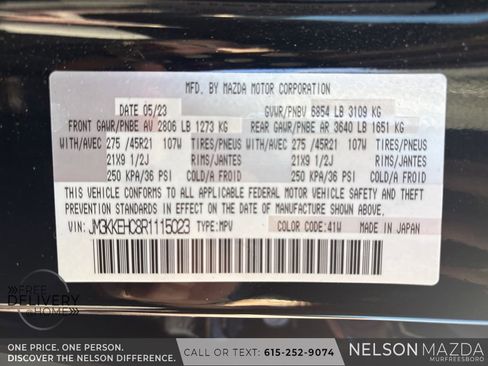 MFD. BY MAZDA MOTOR CORPORATION
DATE 05/23 GVWR/PNBV 6854 LB 3109 KG
FRONT GAWR/PNBE AV 2806 LB 1273 KG REAR GAWR/PNBE AR 3640 LB 1651 KG
WITH/AVEC 275 /45R21 107W TIRES/PNEUS WITH/AVEC 275 /45R21 107W TIRES/PNEUS
21X9 1/2J RIMS/JANTES 21X9 1/2J RIMS/JANTES
250 KPA/36 PSI COLD/A FROID 250 KPA/36 PSI COLD/A FROID
THIS VEHICLE CONFORMS TO ALL APPLICABLE FEDERAL MOTOR VEHICLE SAFETY AND THEFT
PREVENTION STANDARDS IN EFFECT ON THE DATE OF MANUFACTURE SHOWN ABOVE.
VIN: JM3KKEHC8R1115023 TYPE:MPV COLOR CODE:41W MADE IN JAPAN
FREE
DELIVERY
@HOME
ONE PRICE. ONE PERSON.
DISCOVER THE NELSON DIFFERENCE.
CALL OR TEXT: 615-252-9074
NELSON MAZDA
MURFREESBORO